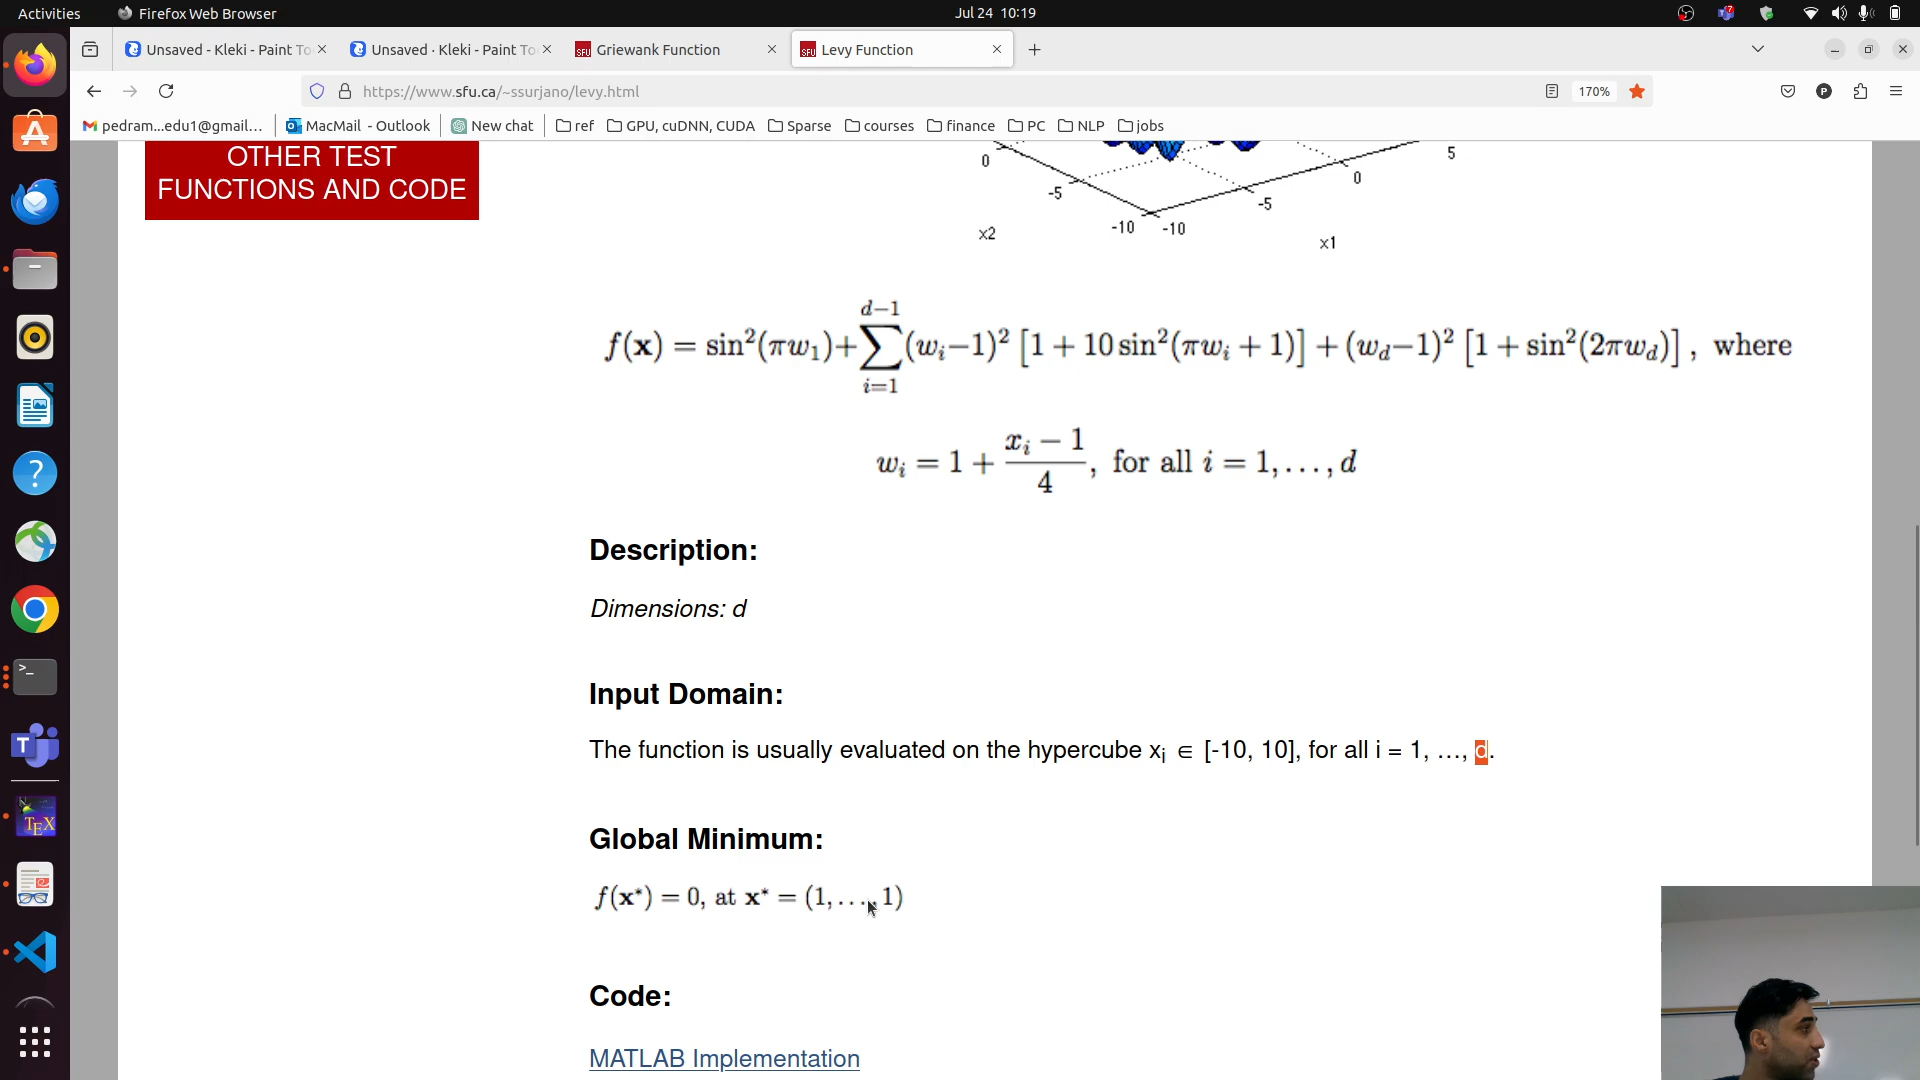 Activities
Firefox Web Browser
Jul 24 10:19
Unsaved - Kleki - Paint To
Unsaved · Kleki - Paint To
SFU Griewank Function
SFU Levy Function
https://www.sfu.ca/~ssurjano/levy.html
170%
P
pedram...edu1@gmail...
MacMail - Outlook
New chat
ref
GPU, cuDNN, CUDA
Sparse
courses
finance
PC
NLP
jobs
OTHER TEST
FUNCTIONS AND CODE
0
-5
-10
x2
-10
-5
0
5
x1
f(x) = sin²(πw₁)+∑_{i=1}^{d−1}(wᵢ−1)² [1 + 10 sin²(πwᵢ + 1)] + (w_d−1)² [1 + sin²(2πw_d)] , where
wᵢ = 1 + (xᵢ − 1)/4, for all i = 1, . . . , d
Description:
Dimensions: d
Input Domain:
The function is usually evaluated on the hypercube xᵢ ∈ [-10, 10], for all i = 1, …, d.
Global Minimum:
f(x*) = 0, at x* = (1, . . . , 1)
Code:
MATLAB Implementation